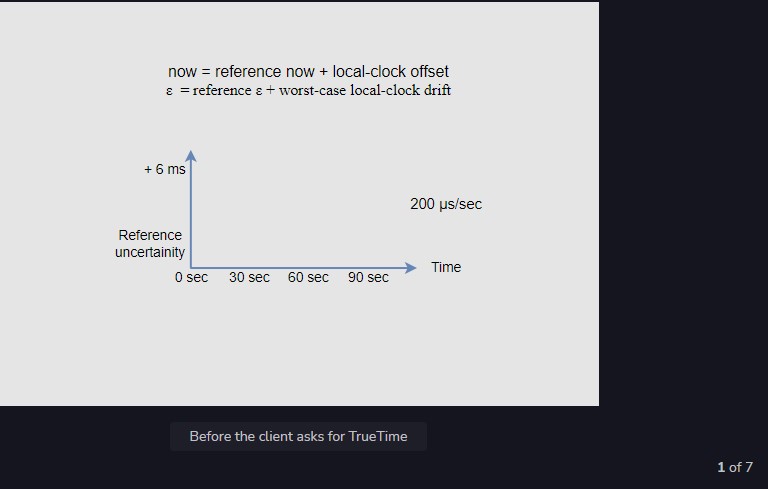 now = reference now + local-clock offset
ε = reference ε + worst-case local-clock drift
+ 6 ms
200 µs/sec
Reference
uncertainity
Time
0 sec 30 sec 60 sec 90 sec
Before the client asks for TrueTime
1 of 7